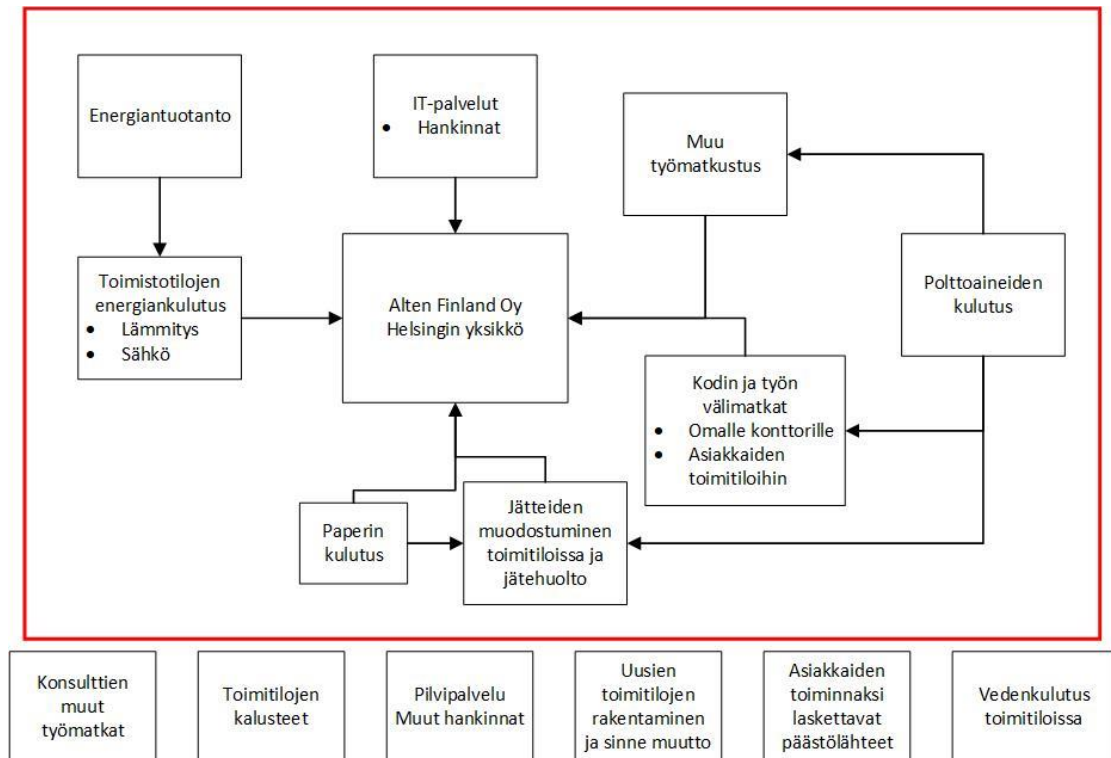 Energiantuotanto
IT-palvelut
• Hankinnat
Muu
työmatkustus
Toimistotilojen
energiankulutus
• Lämmitys
• Sähkö
Alten Finland Oy
Helsingin yksikkö
Polttoaineiden
kulutus
Kodin ja työn
välimatkat
• Omalle konttorille
• Asiakkaiden
toimitiloihin
Paperin
kulutus
Jätteiden
muodostuminen
toimitiloissa ja
jätehuolto
Konsulttien
muut
työmatkat
Toimitilojen
kalusteet
Pilvipalvelu
Muut hankinnat
Uusien
toimitilojen
rakentaminen
ja sinne muutto
Asiakkaiden
toiminnaksi
laskettavat
päästölähteet
Vedenkulutus
toimitiloissa